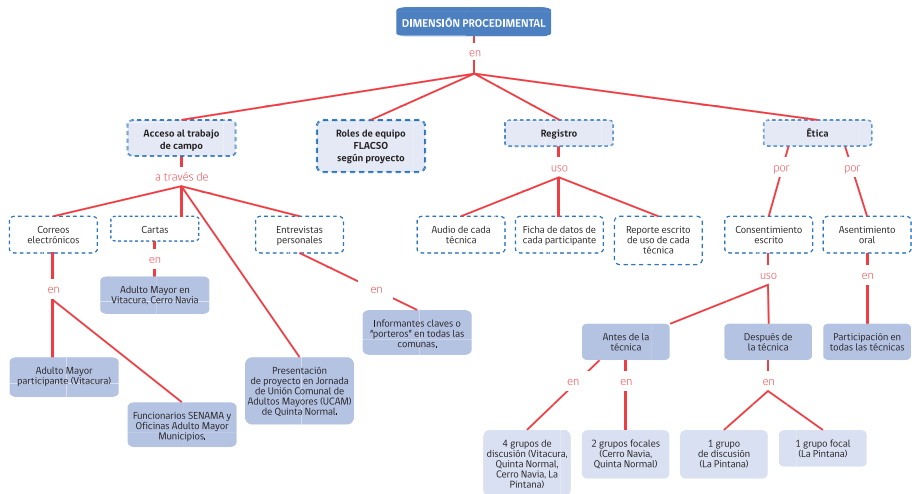 DIMENSIÓN PROCEDIMENTAL
en
Acceso al trabajo
de campo
Roles de equipo
FLACSO
según proyecto
Registro
Ética
a través de
uso
por
por
Correos
electrónicos
Cartas
Entrevistas
personales
Audio de cada
técnica
Ficha de datos de
cada participante
Reporte escrito
de uso de cada
técnica
Consentimiento
escrito
Asentimiento
oral
en
en
en
uso
en
Adulto Mayor en
Vitacura, Cerro Navia
Informantes claves o
"porteros" en todas las
comunas,
Antes de la
técnica
Después de
la técnica
Participación en
todas las técnicas
Adulto Mayor
participante (Vitacura)
Presentación
de proyecto en Jornada
de Unión Comunal de
Adultos Mayores (UCAM)
de Quinta Normal.
Funcionarios SENAMA y
Oficinas Adulto Mayor
Municipios.
en
en
en
4 grupos de
discusión (Vitacura,
Quinta Normal,
Cerro Navia, La
Pintana)
2 grupos focales
(Cerro Navia,
Quinta Normal)
1 grupo
de discusión
(La Pintana)
1 grupo focal
(La Pintana)